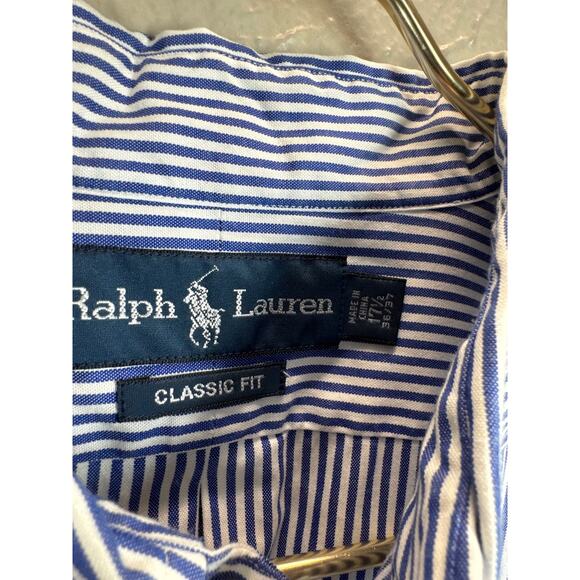 Ralph Lauren
MADE IN
CHINA
17½
36/37
CLASSIC FIT